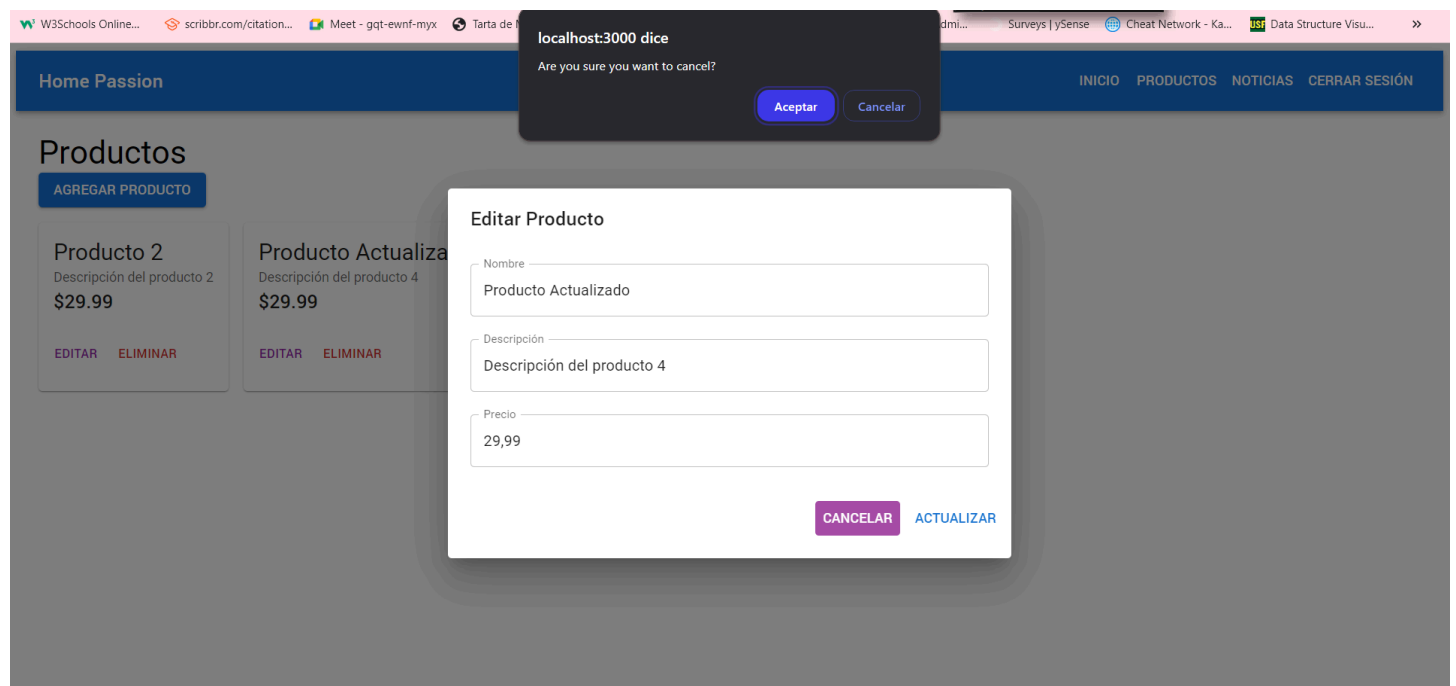 W3Schools Online...
scribbr.com/citation...
Meet - gqt-ewnf-myx
Tarta de
dmi...
Surveys | ySense
Cheat Network - Ka...
USF Data Structure Visu...
»
localhost:3000 dice
Are you sure you want to cancel?
Aceptar
Cancelar
Home Passion
INICIO
PRODUCTOS
NOTICIAS
CERRAR SESIÓN
Productos
AGREGAR PRODUCTO
Producto 2
Descripción del producto 2
$29.99
EDITAR
ELIMINAR
Producto Actualiza
Descripción del producto 4
$29.99
EDITAR
ELIMINAR
Editar Producto
Nombre
Producto Actualizado
Descripción
Descripción del producto 4
Precio
29,99
CANCELAR
ACTUALIZAR